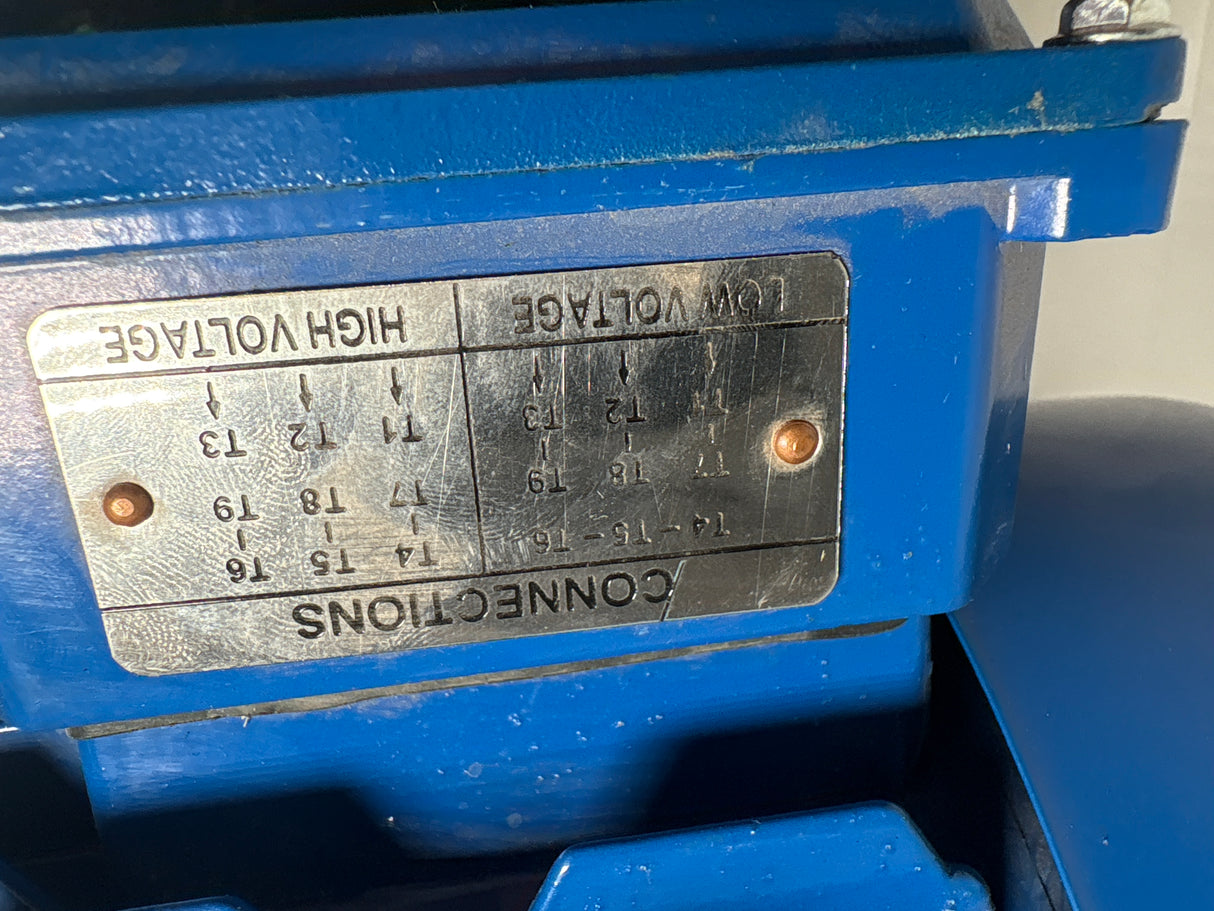 CONNECTIONS
T4-T5-T6
T7 T8 T9
T1 T2 T3
LOW VOLTAGE
T4 T5 T6
T7 T8 T9
T1 T2 T3
HIGH VOLTAGE